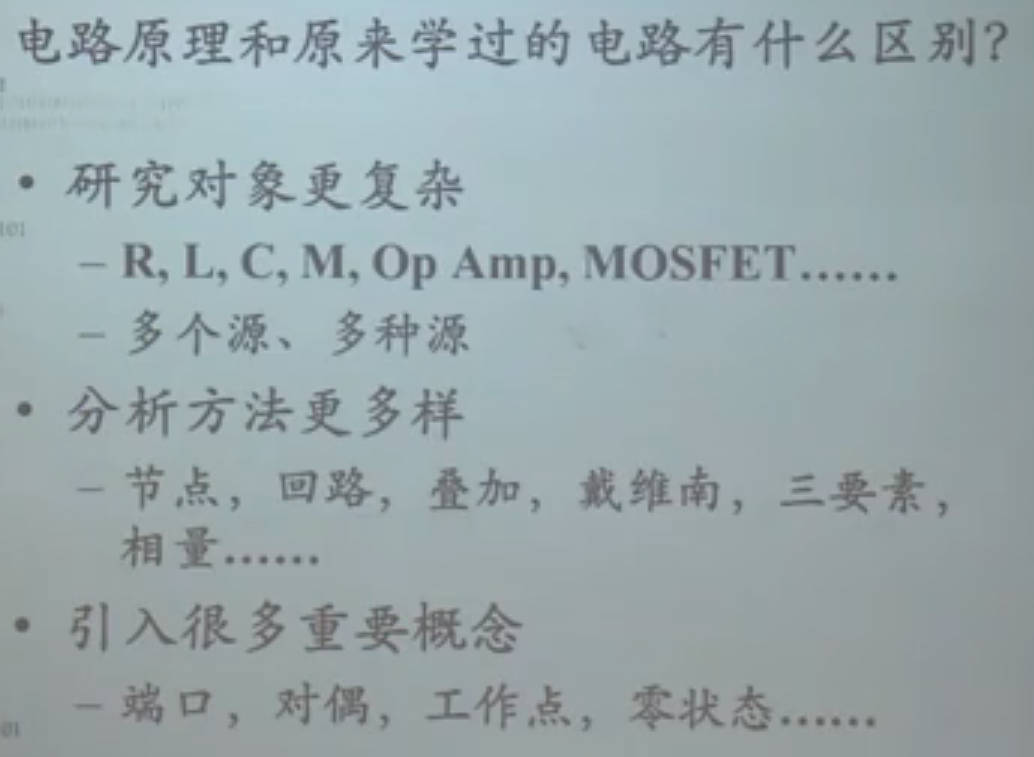 电路原理和原来学过的电路有什么区别?
• 研究对象更复杂
101
– R, L, C, M, Op Amp, MOSFET……
– 多个源、多种源
• 分析方法更多样
– 节点，回路，叠加，戴维南，三要素，
相量……
• 引入很多重要概念
– 端口，对偶，工作点，零状态……
01